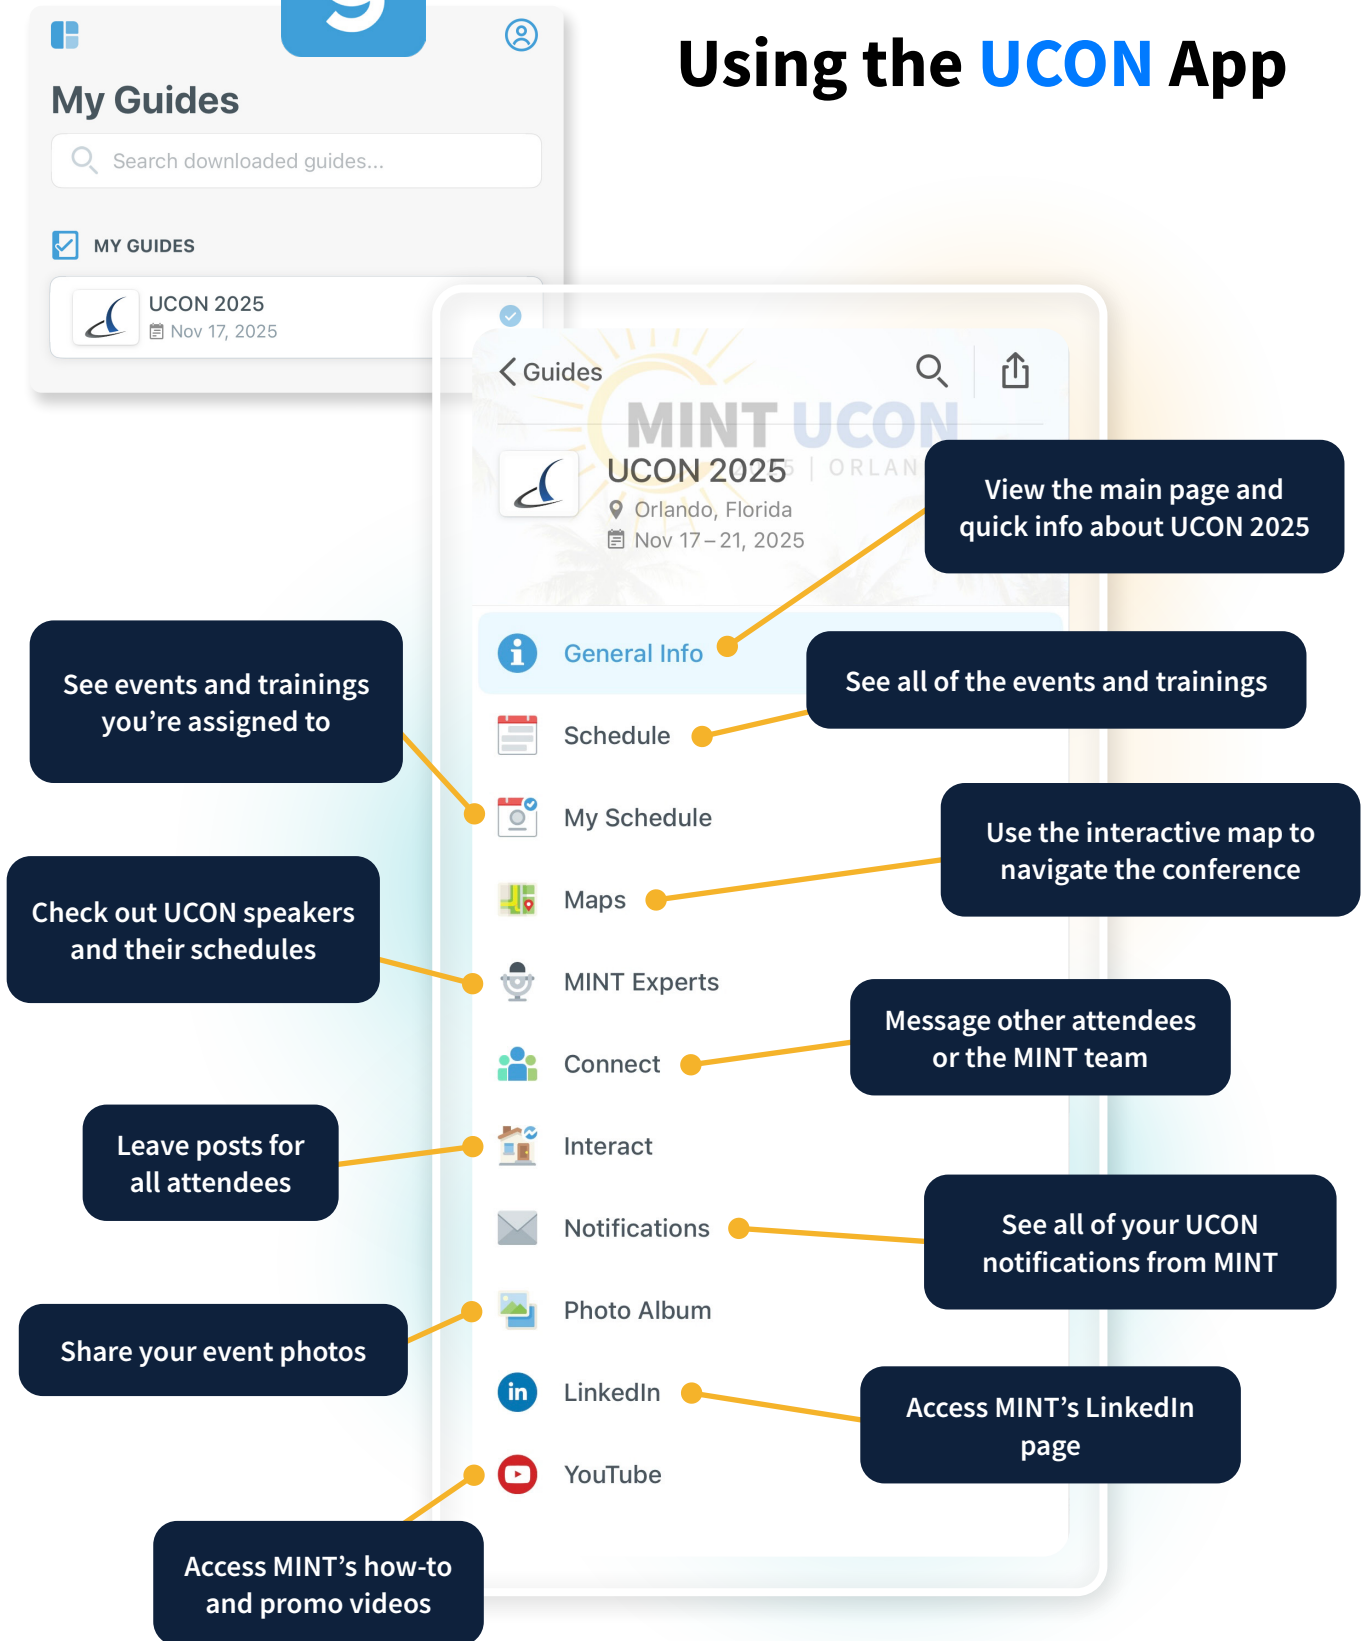 g
Using the UCON App
My Guides
Search downloaded guides...
MY GUIDES
UCON 2025
Nov 17, 2025
Guides
MINT UCON
UCON 2025
Orlando, Florida
Nov 17 – 21, 2025
View the main page and
quick info about UCON 2025
General Info
See events and trainings
you’re assigned to
See all of the events and trainings
Schedule
My Schedule
Use the interactive map to
navigate the conference
Maps
Check out UCON speakers
and their schedules
MINT Experts
Message other attendees
or the MINT team
Connect
Leave posts for
all attendees
Interact
See all of your UCON
notifications from MINT
Notifications
Photo Album
Share your event photos
in LinkedIn
Access MINT’s LinkedIn
page
YouTube
Access MINT’s how-to
and promo videos